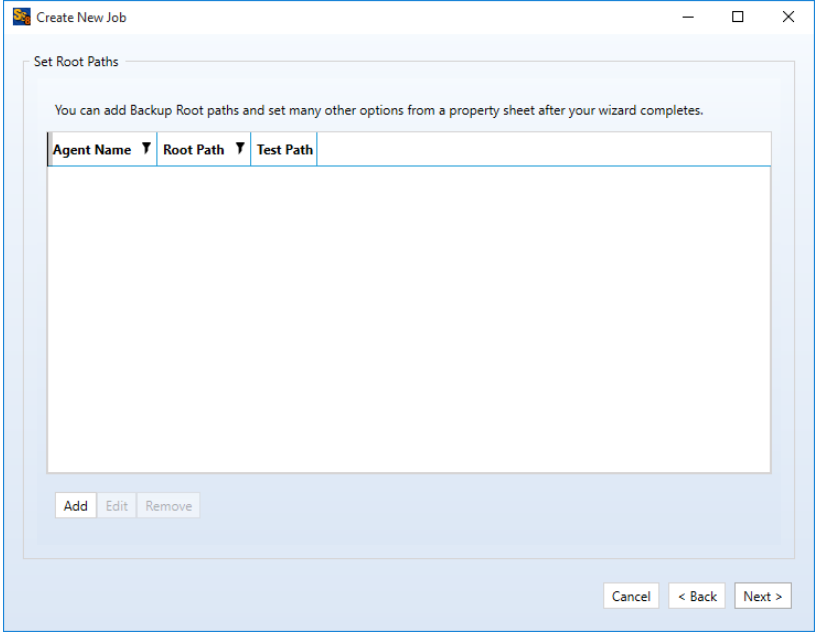 Create New Job
Set Root Paths
You can add Backup Root paths and set many other options from a property sheet after your wizard completes.
Agent Name Root Path Test Path
Add Edit Remove
Cancel < Back Next >